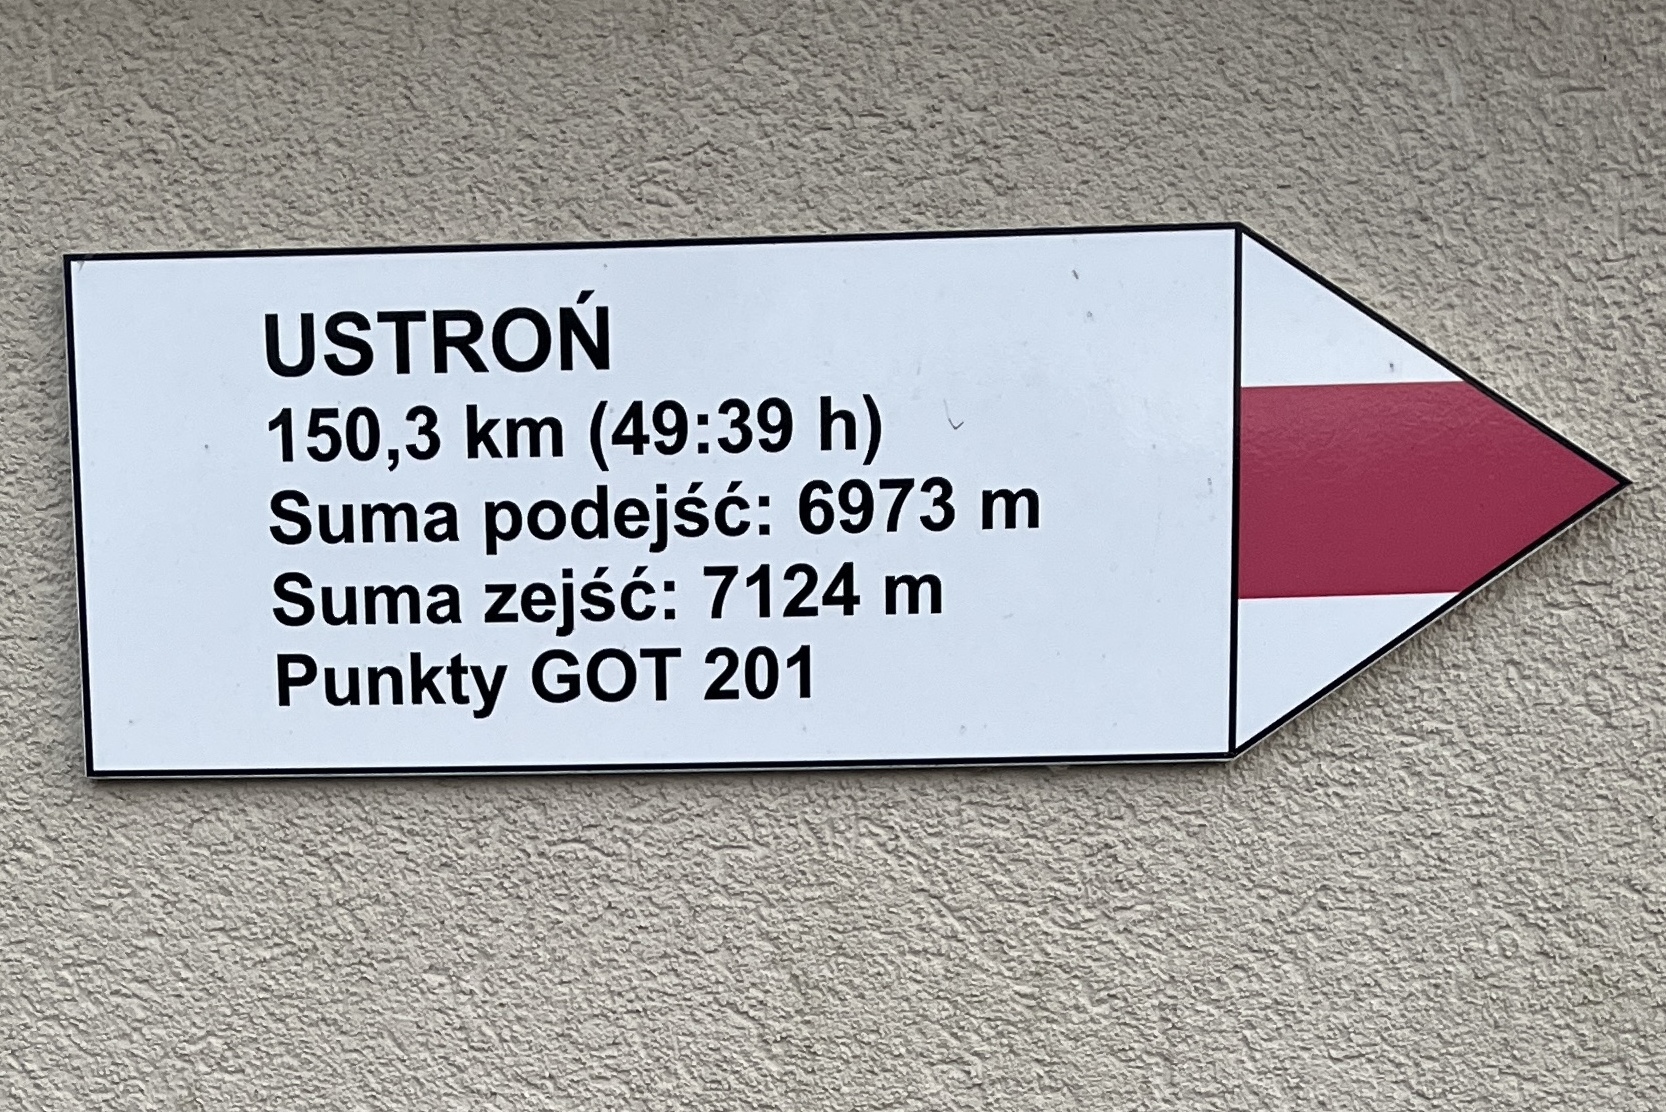 USTROŃ
150,3 km (49:39 h)
Suma podejść: 6973 m
Suma zejść: 7124 m
Punkty GOT 201